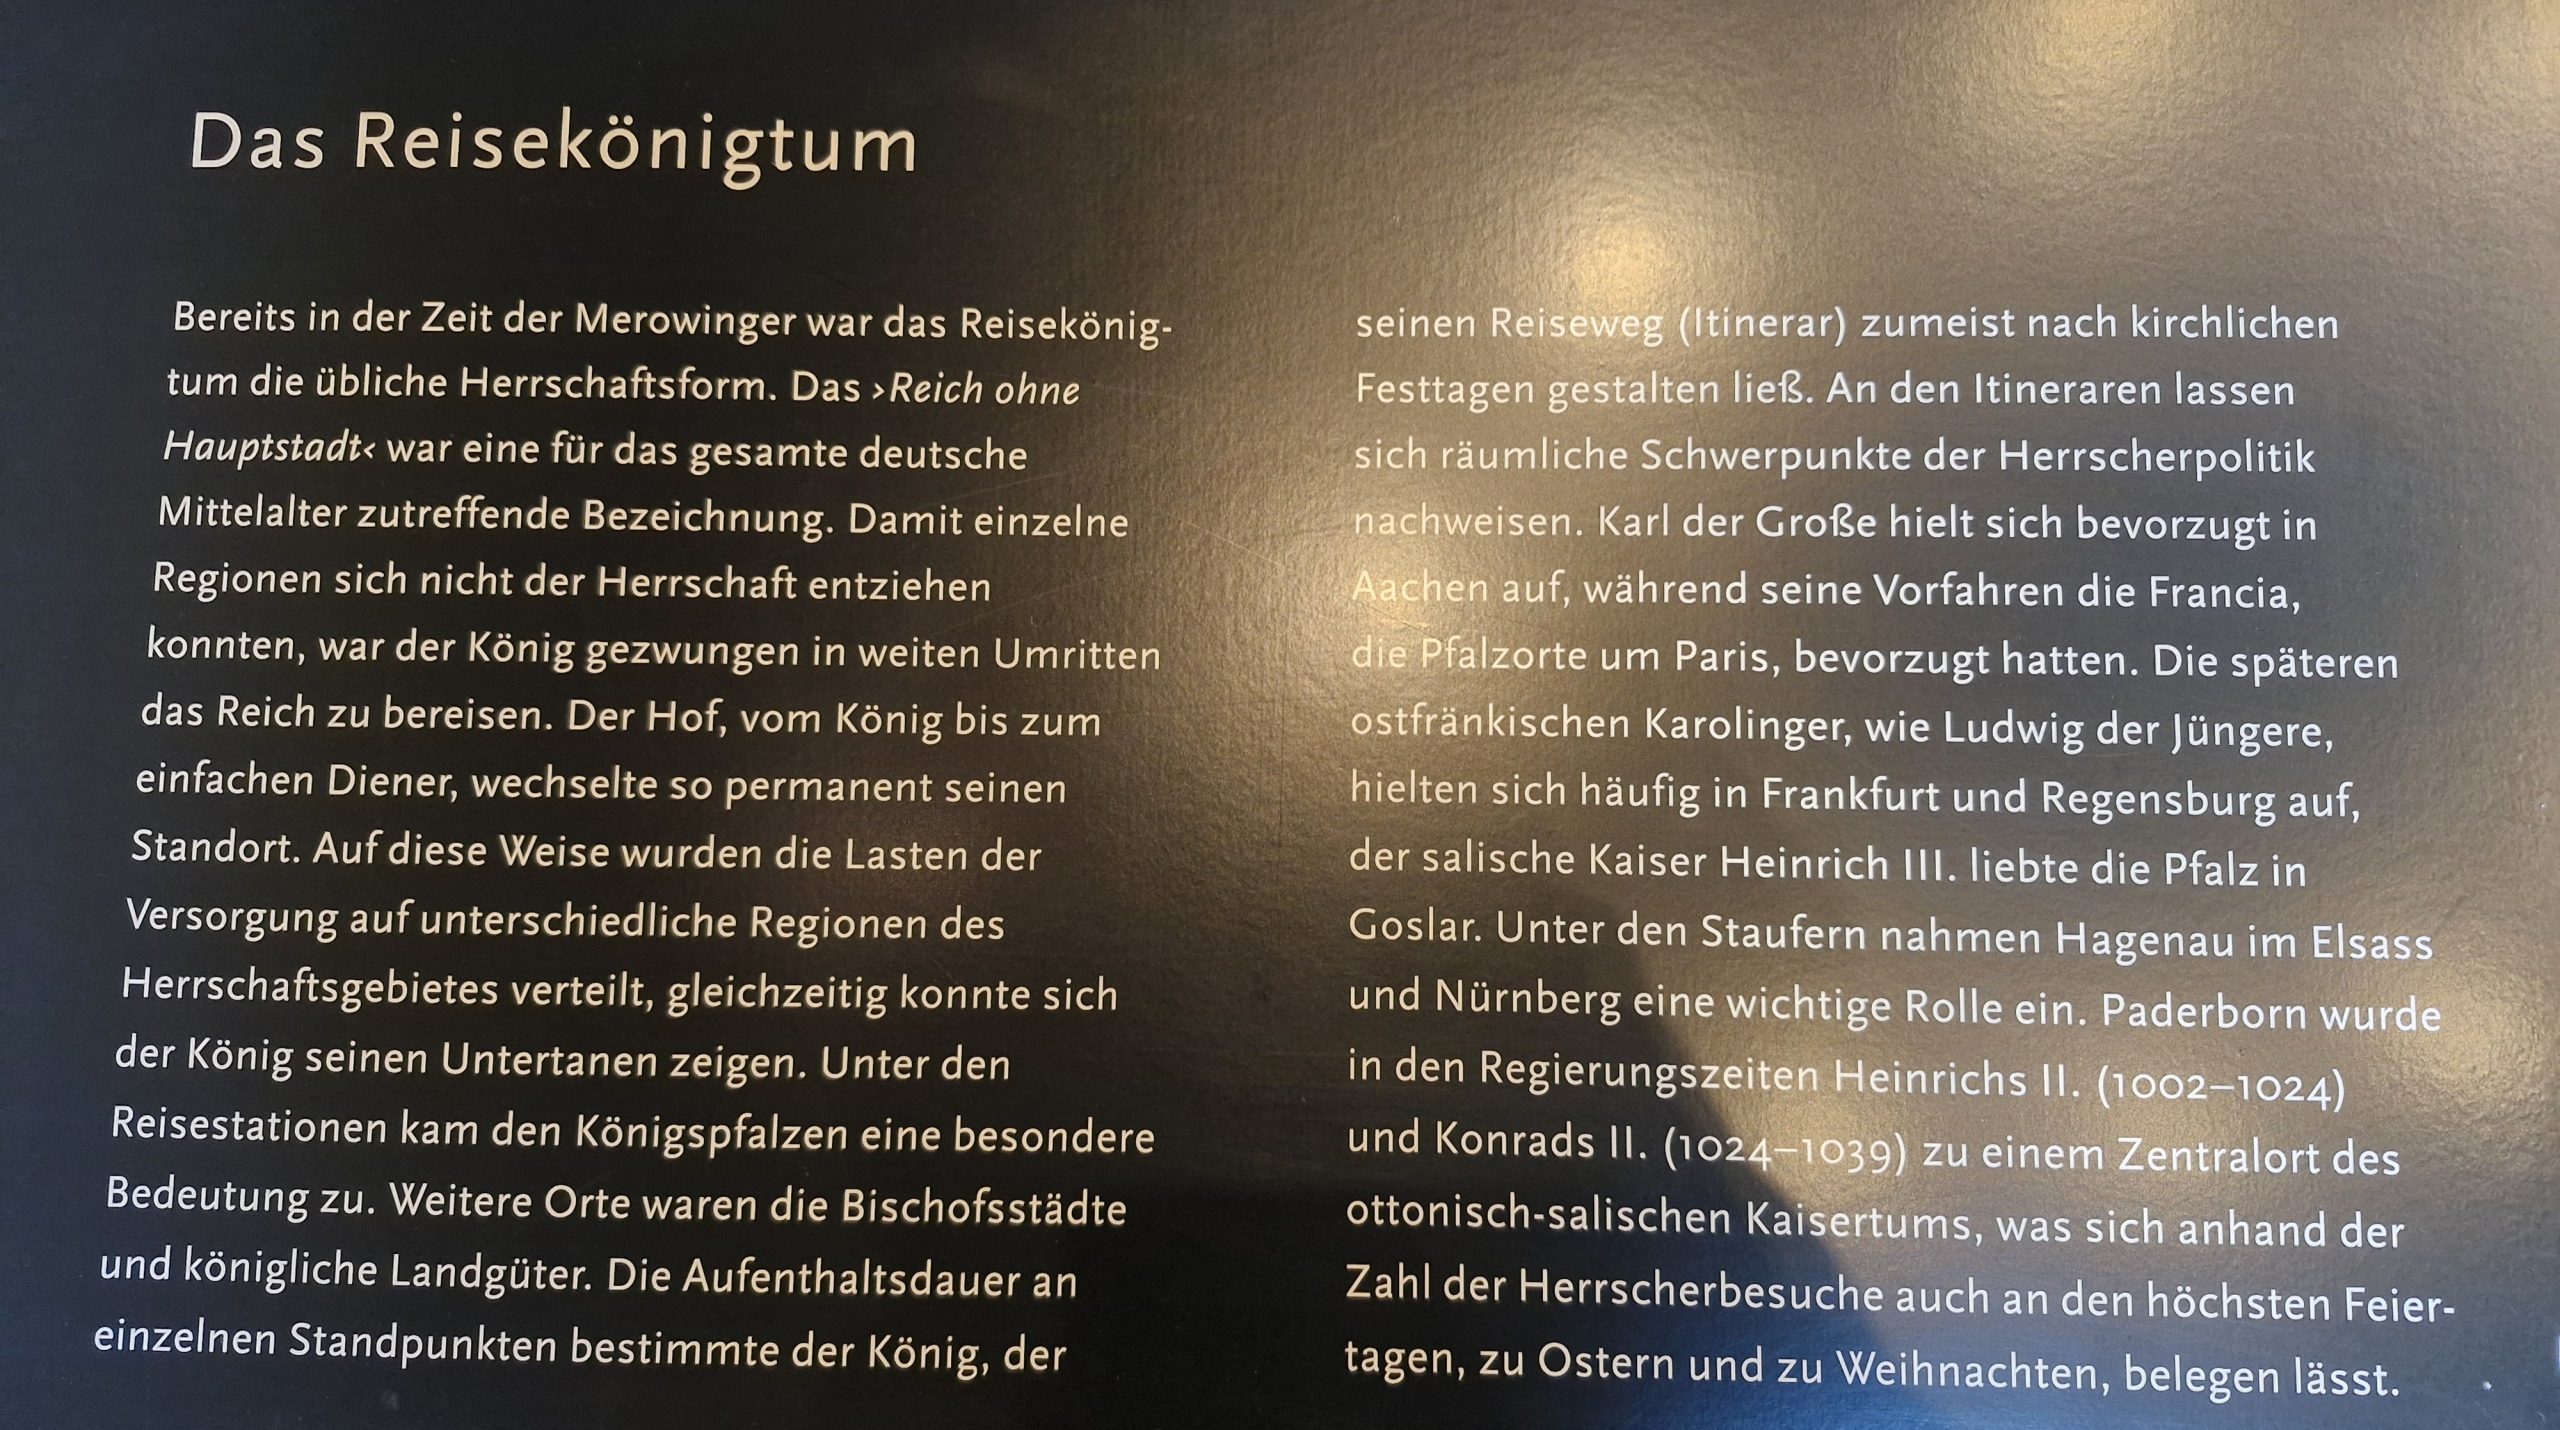 Das Reisekönigtum
Bereits in der Zeit der Merowinger war das Reisekönig-
tum die übliche Herrschaftsform. Das ›Reich ohne
Hauptstadt‹ war eine für das gesamte deutsche
Mittelalter zutreffende Bezeichnung. Damit einzelne
Regionen sich nicht der Herrschaft entziehen
konnten, war der König gezwungen in weiten Umritten
das Reich zu bereisen. Der Hof, vom König bis zum
einfachen Diener, wechselte so permanent seinen
Standort. Auf diese Weise wurden die Lasten der
Versorgung auf unterschiedliche Regionen des
Herrschaftsgebietes verteilt, gleichzeitig konnte sich
der König seinen Untertanen zeigen. Unter den
Reisestationen kam den Königspfalzen eine besondere
Bedeutung zu. Weitere Orte waren die Bischofsstädte
und königliche Landgüter. Die Aufenthaltsdauer an
einzelnen Standpunkten bestimmte der König, der
seinen Reiseweg (Itinerar) zumeist nach kirchlichen
Festtagen gestalten ließ. An den Itineraren lassen
sich räumliche Schwerpunkte der Herrscherpolitik
nachweisen. Karl der Große hielt sich bevorzugt in
Aachen auf, während seine Vorfahren die Francia,
die Pfalzorte um Paris, bevorzugt hatten. Die späteren
ostfränkischen Karolinger, wie Ludwig der Jüngere,
hielten sich häufig in Frankfurt und Regensburg auf,
der salische Kaiser Heinrich III. liebte die Pfalz in
Goslar. Unter den Staufern nahmen Hagenau im Elsass
und Nürnberg eine wichtige Rolle ein. Paderborn wurde
in den Regierungszeiten Heinrichs II. (1002–1024)
und Konrads II. (1024–1039) zu einem Zentralort des
ottonisch-salischen Kaisertums, was sich anhand der
Zahl der Herrscherbesuche auch an den höchsten Feier-
tagen, zu Ostern und zu Weihnachten, belegen lässt.